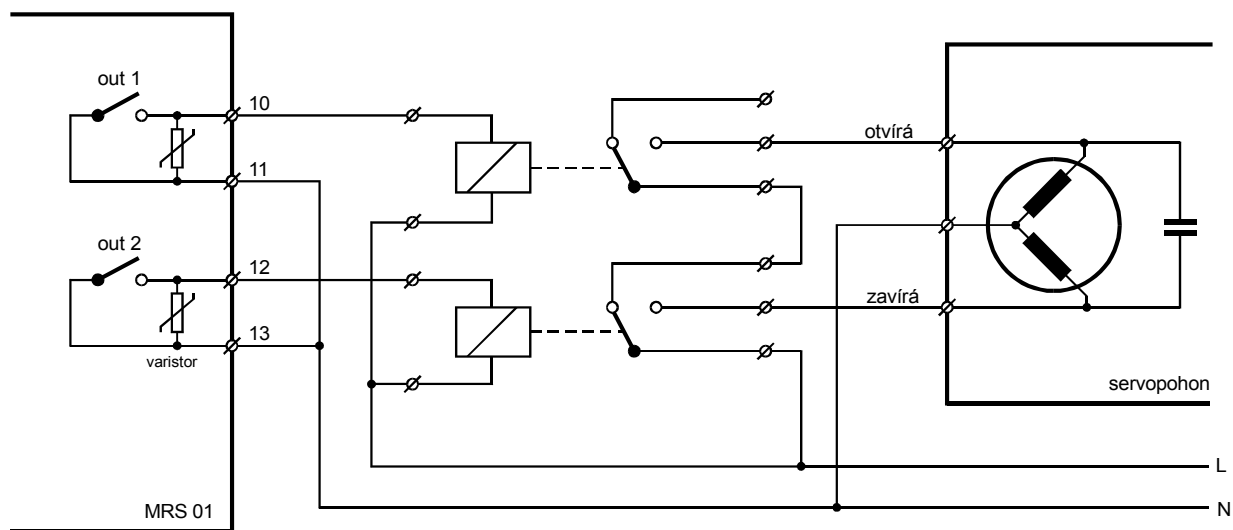 out 1
10
11
out 2
12
13
varistor
MRS 01
otvírá
zavírá
servopohon
L
N